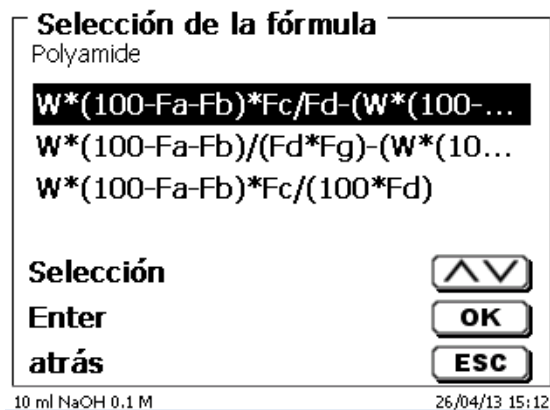 Selección de la fórmula
Polyamide
W*(100-Fa-Fb)*Fc/Fd-(W*(100-...
W*(100-Fa-Fb)/(Fd*Fg)-(W*(10...
W*(100-Fa-Fb)*Fc/(100*Fd)
Selección
Enter OK
atrás ESC
10 ml NaOH 0.1 M 26/04/13 15:12